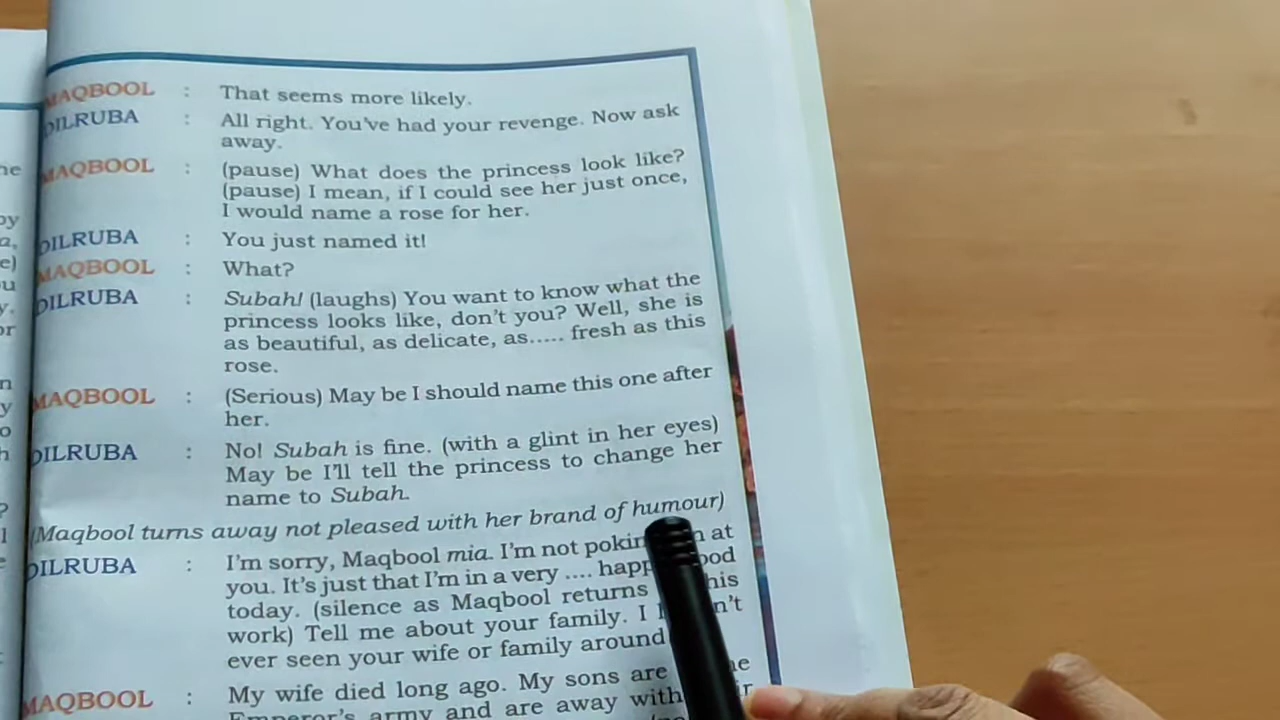 MAQBOOL : That seems more likely.
DILRUBA : All right. You've had your revenge. Now ask
away.
MAQBOOL : (pause) What does the princess look like?
(pause) I mean, if I could see her just once,
I would name a rose for her.
DILRUBA : You just named it!
MAQBOOL : What?
DILRUBA : Subah! (laughs) You want to know what the
princess looks like, don't you? Well, she is
as beautiful, as delicate, as..... fresh as this
rose.
MAQBOOL : (Serious) May be I should name this one after
her.
DILRUBA : No! Subah is fine. (with a glint in her eyes)
May be I'll tell the princess to change her
name to Subah.
(Maqbool turns away not pleased with her brand of humour)
DILRUBA : I'm sorry, Maqbool mia. I'm not at
you. It's just that I'm in a very ....
today. (silence as Maqbool returns
work) Tell me about your family. I
ever seen your wife or family around
MAQBOOL : My wife died long ago. My sons are
Emperor's army and are away with